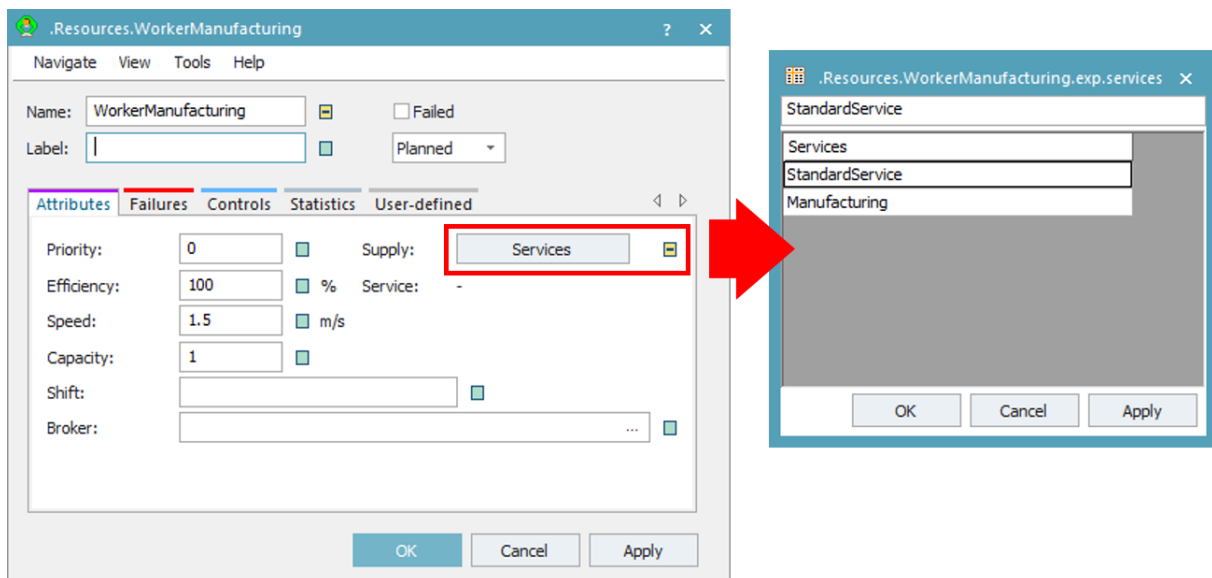 .Resources.WorkerManufacturing ? ×
Navigate View Tools Help
Name: WorkerManufacturing Failed
Label: Planned
Attributes Failures Controls Statistics User-defined
Priority: 0 Supply: Services
Efficiency: 100 % Service: -
Speed: 1.5 m/s
Capacity: 1
Shift:
Broker: ...
OK Cancel Apply
.Resources.WorkerManufacturing.exp.services ×
StandardService
Services
StandardService
Manufacturing
OK Cancel Apply